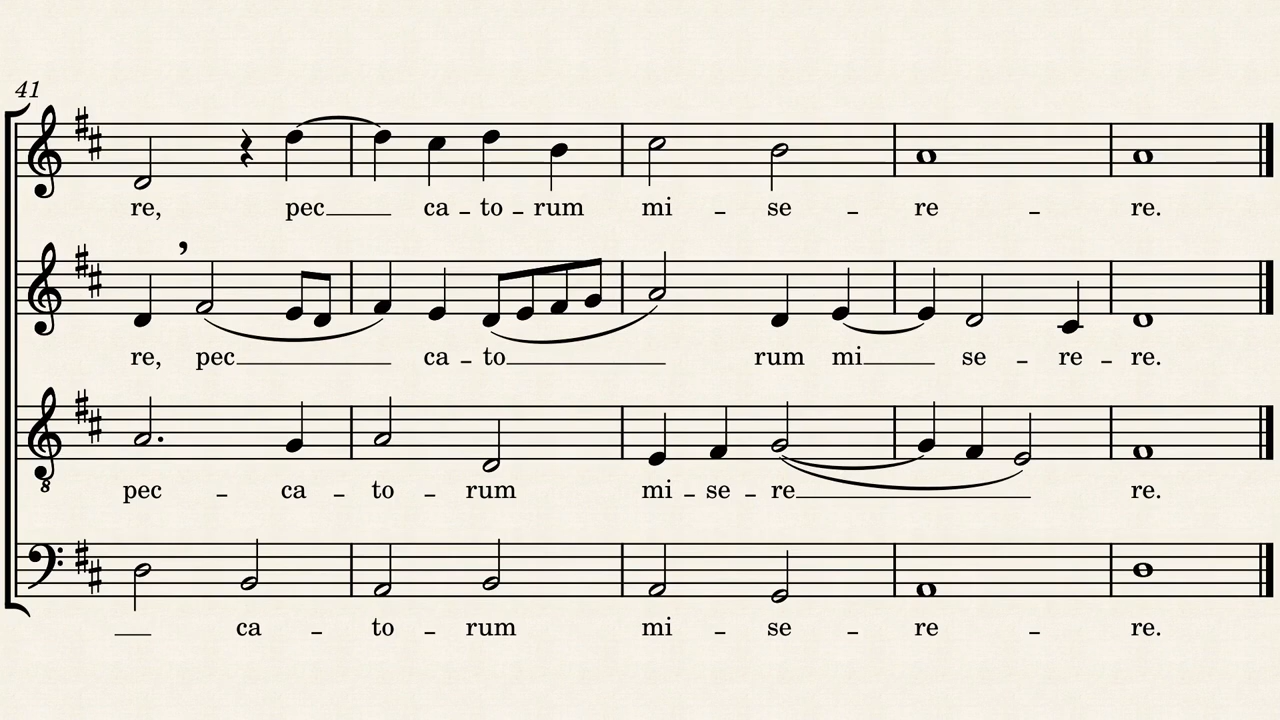 41
re, pec ca - to - rum mi - se - re - re.
re, pec ca - to rum mi se - re - re.
8
pec - ca - to - rum mi - se - re re.
ca - to - rum mi - se - re - re.